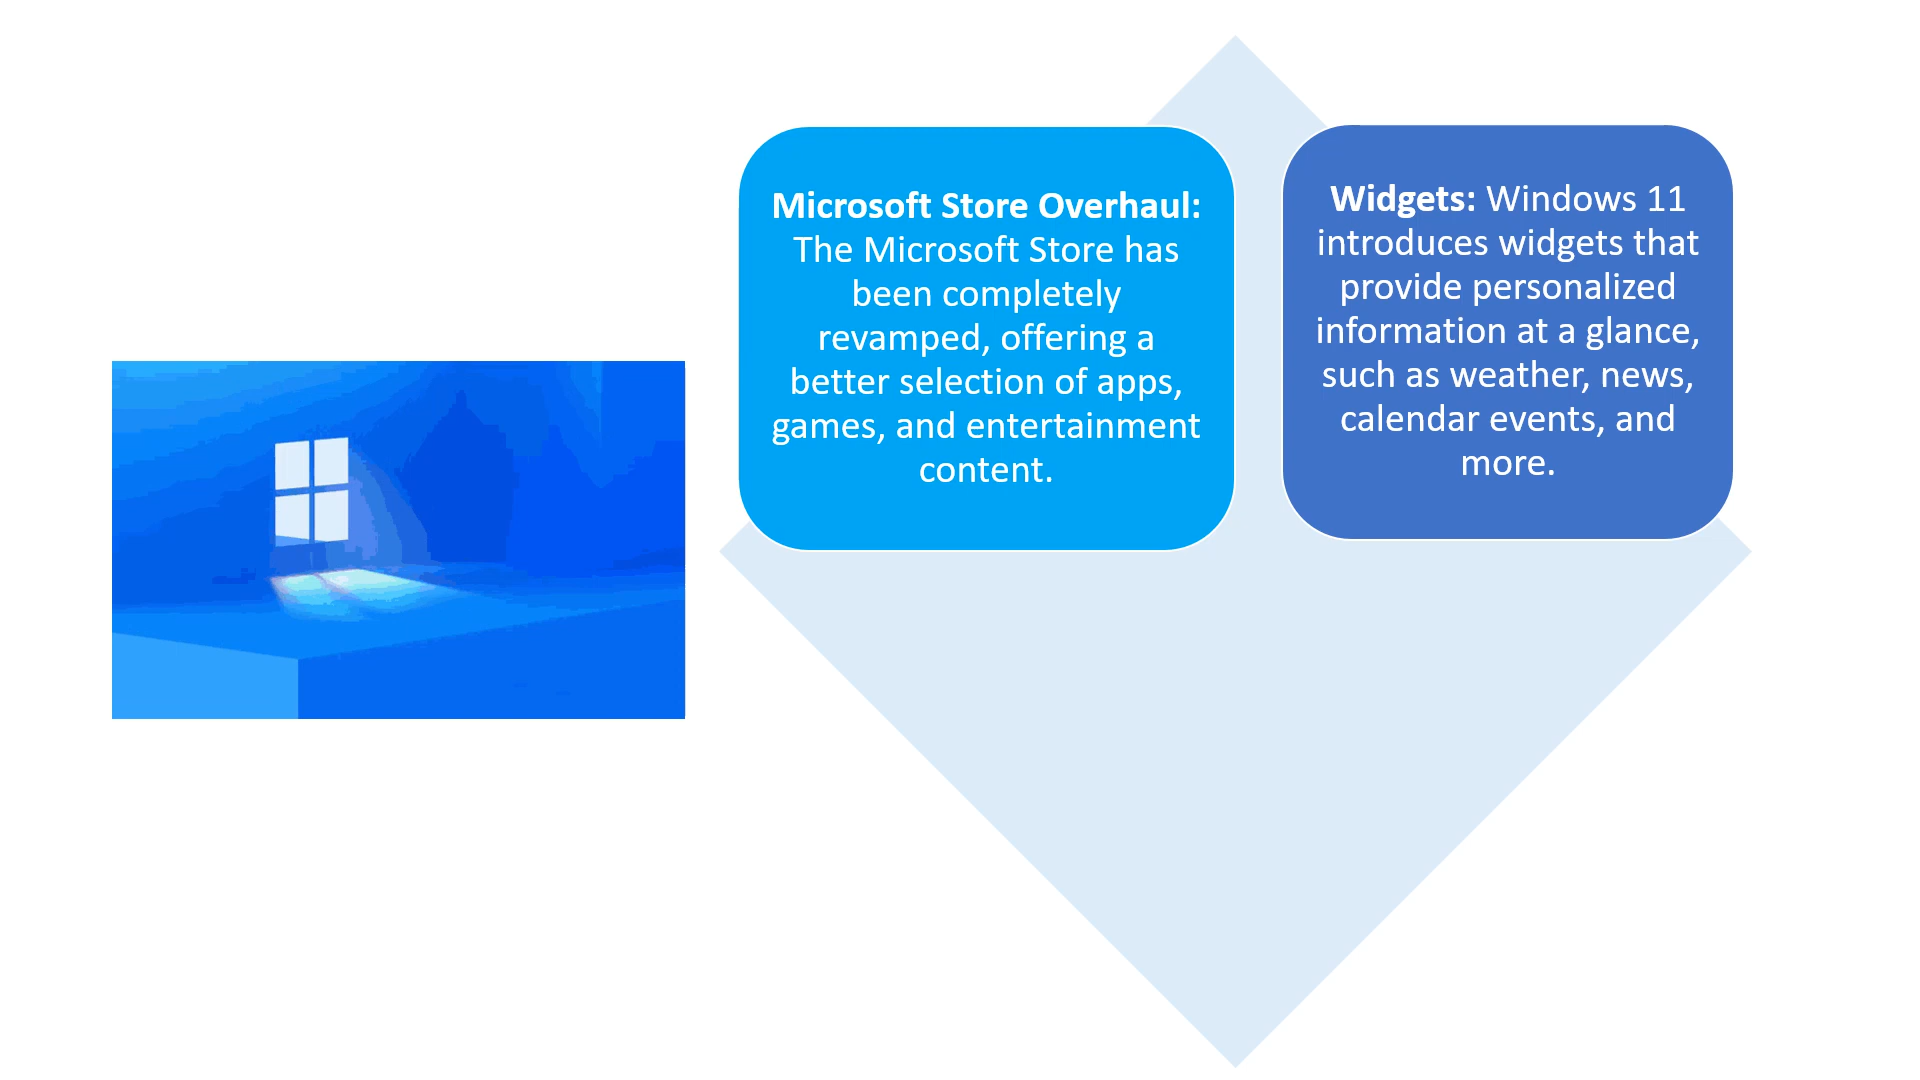 Microsoft Store Overhaul:
The Microsoft Store has
been completely
revamped, offering a
better selection of apps,
games, and entertainment
content.
Widgets: Windows 11
introduces widgets that
provide personalized
information at a glance,
such as weather, news,
calendar events, and
more.